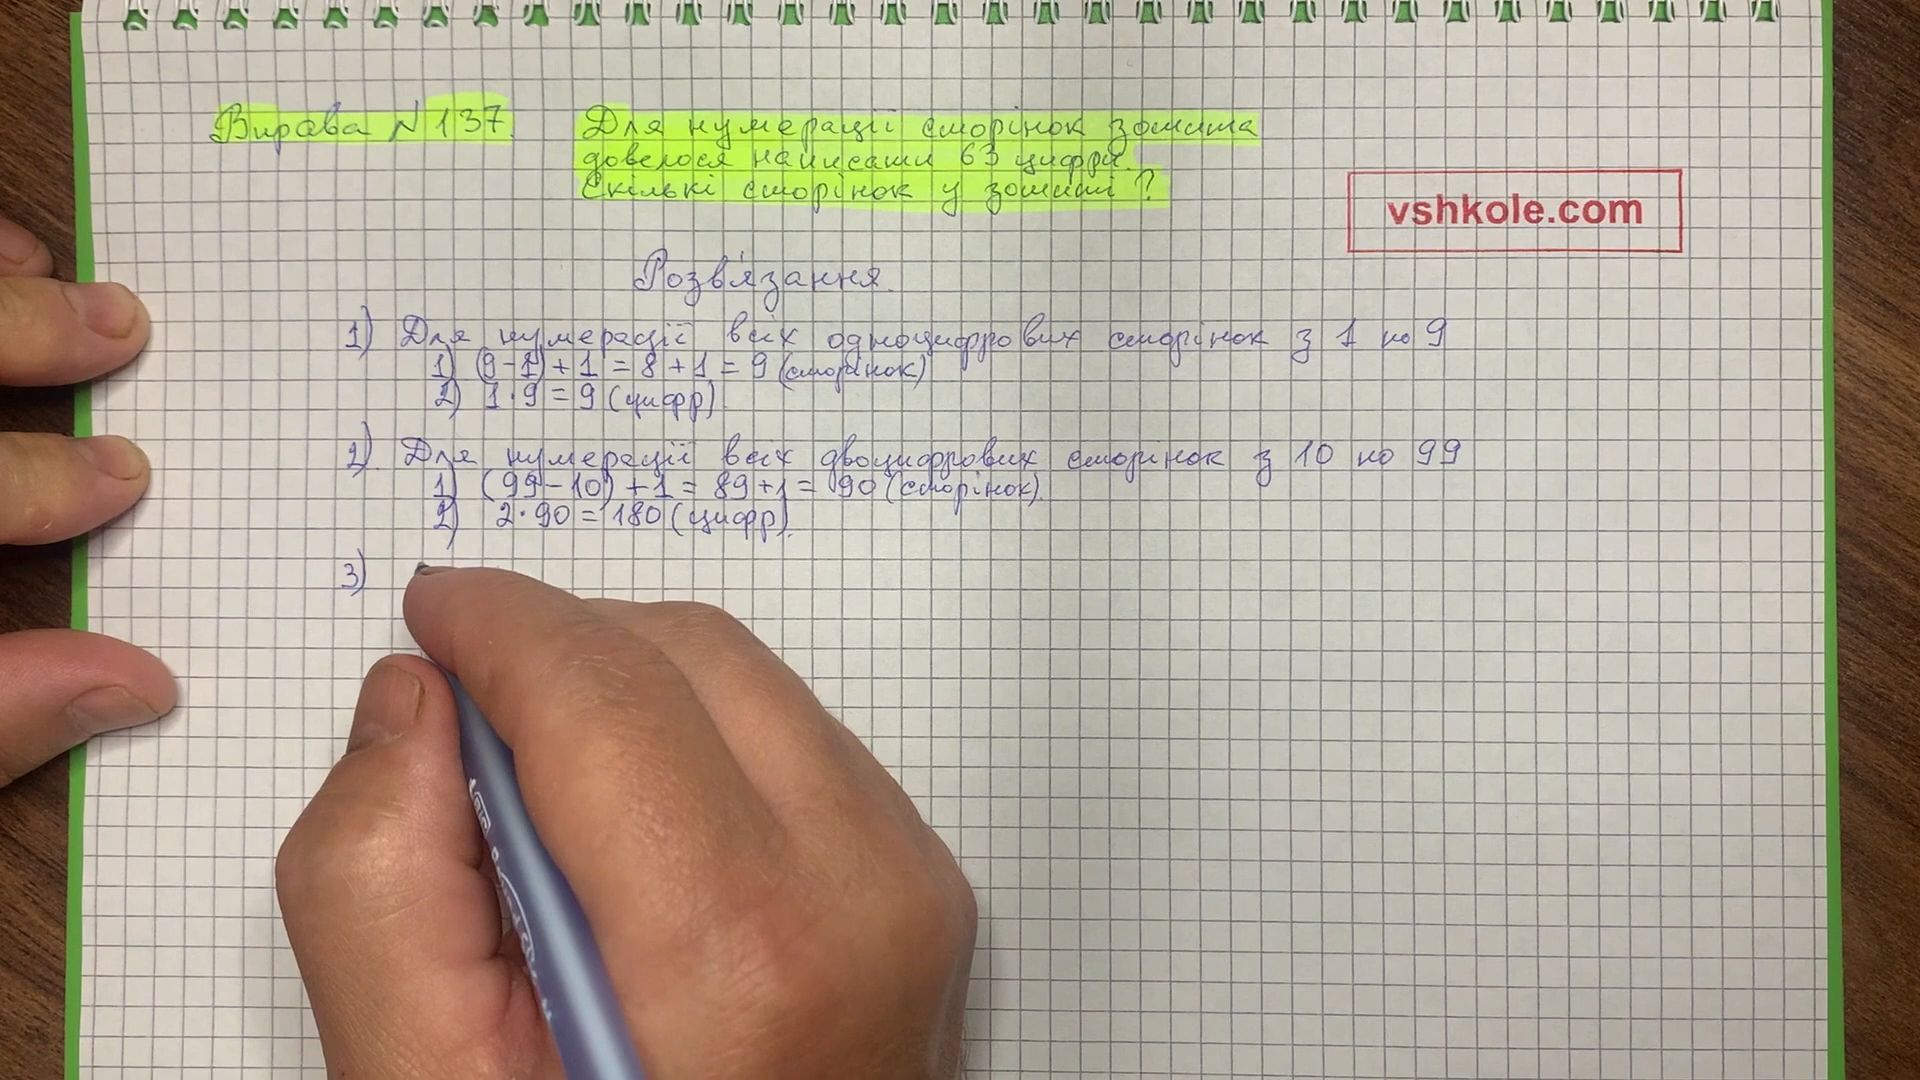 Вправа №137.
Для нумерації сторінок зошита
довелося написати 63 цифри.
Скількі сторінок у зошиті?
vshkole.com
Розв'язання.
1) Для нумерації всіх одноцифрових сторінок з 1 по 9
1) (9-1)+1=8+1=9 (сторінок)
2) 1·9=9 (цифр).
2). Для нумерації всіх двоцифрових сторінок з 10 по 99
1) (99-10)+1=89+1=90 (сторінок).
2) 2·90=180 (цифр).
3)